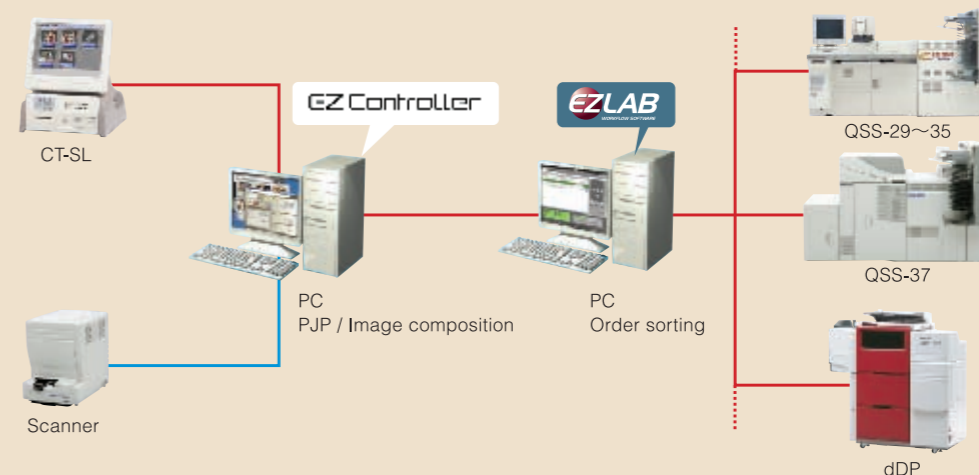 CT-SL
EZ Controller
EZLAB
WORKFLOW SOFTWARE
QSS-29〜35
PC
PJP / Image composition
PC
Order sorting
QSS-37
Scanner
dDP